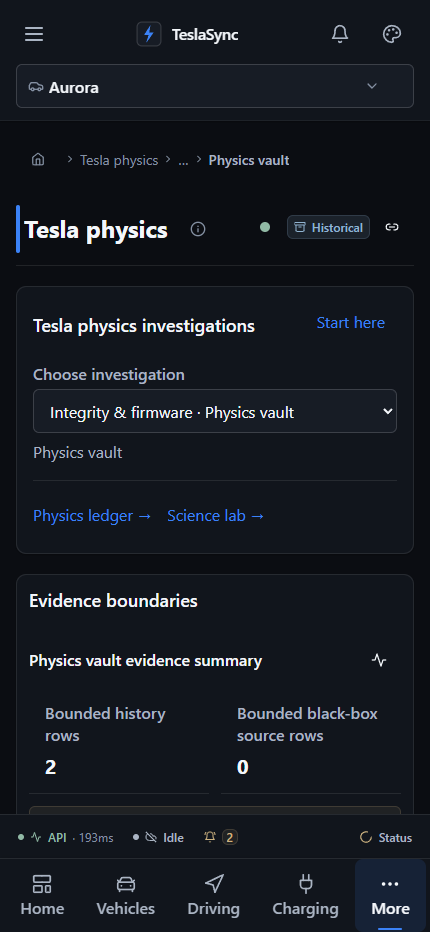 TeslaSync
Aurora
Tesla physics
...
Physics vault
Tesla physics
Historical
Tesla physics investigations
Start here
Choose investigation
Integrity & firmware · Physics vault
Physics vault
Physics ledger →
Science lab →
Evidence boundaries
Physics vault evidence summary
Bounded history
rows
2
Bounded black-box
source rows
0
API · 193ms
Idle
2
Status
Home
Vehicles
Driving
Charging
More